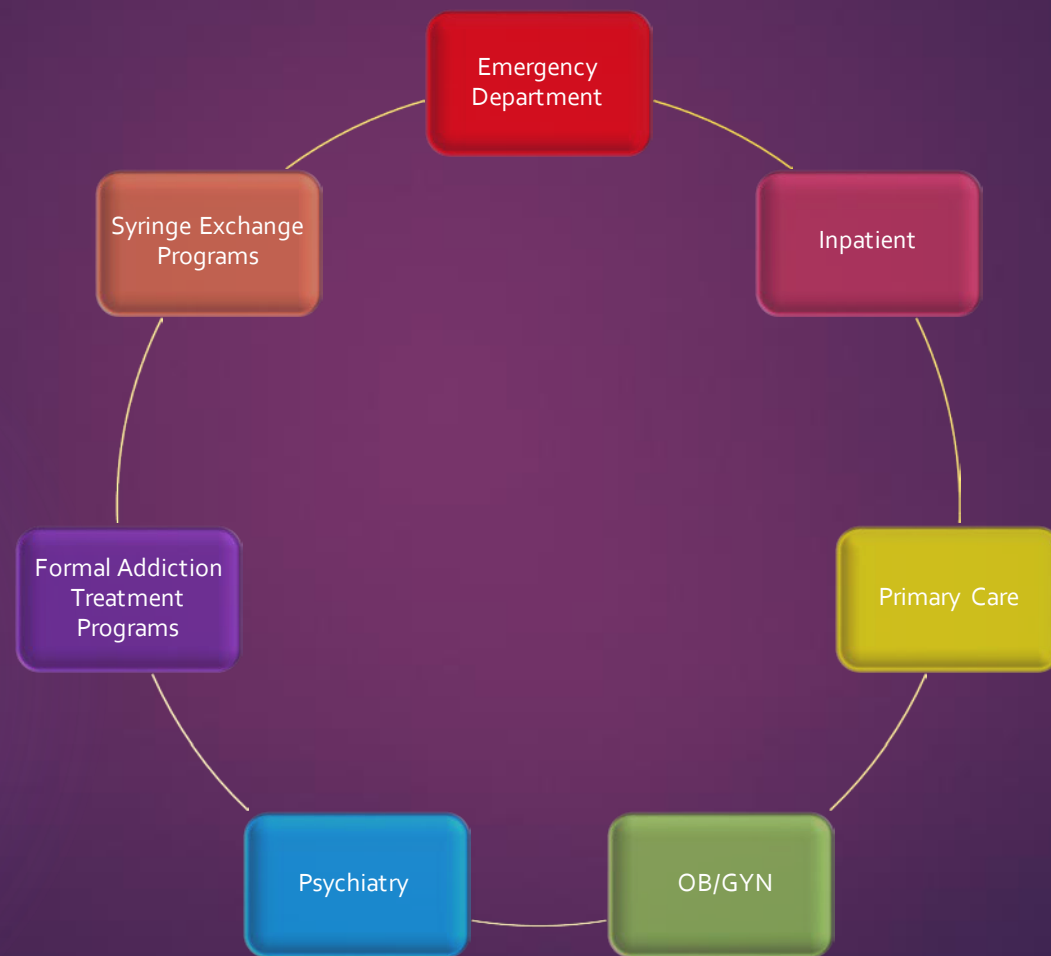 Emergency
Department
Inpatient
Primary Care
OB/GYN
Psychiatry
Formal Addiction
Treatment
Programs
Syringe Exchange
Programs